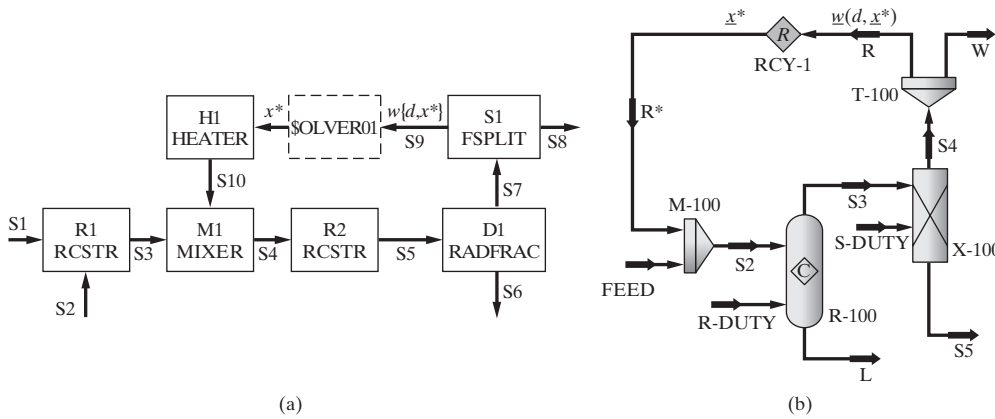 H1
HEATER
x*
$OLVER01
w{d,x*}
S9
S1
FSPLIT
S8
S10
S7
S1
R1
RCSTR
S3
M1
MIXER
S4
R2
RCSTR
S5
D1
RADFRAC
S2
S6
(a)
x*
R
RCY-1
w(d, x*)
R
W
T-100
R*
S4
M-100
S3
S2
S-DUTY
X-100
FEED
C
R-DUTY
R-100
S5
L
(b)